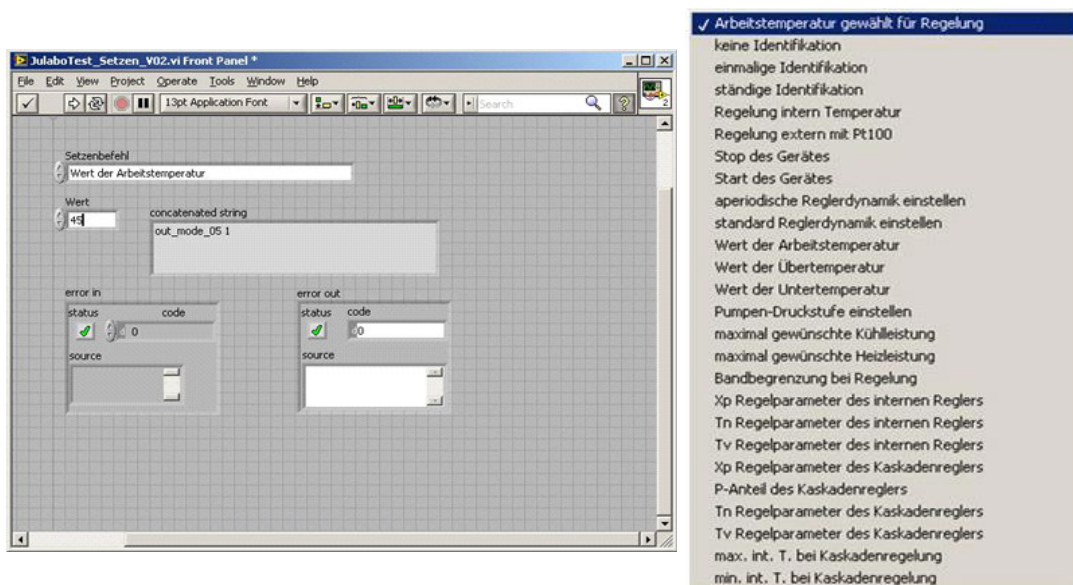 JulaboTest_Setzen_V02.vi Front Panel *
File Edit View Project Operate Tools Window Help
13pt Application Font
Search
2
Setzenbefehl
Wert der Arbeitstemperatur
Wert
45
concatenated string
out_mode_05 1
error in
status code
0
source
error out
status code
0
source
✓ Arbeitstemperatur gewählt für Regelung
keine Identifikation
einmalige Identifikation
ständige Identifikation
Regelung intern Temperatur
Regelung extern mit Pt100
Stop des Gerätes
Start des Gerätes
aperiodische Reglerdynamik einstellen
standard Reglerdynamik einstellen
Wert der Arbeitstemperatur
Wert der Übertemperatur
Wert der Untertemperatur
Pumpen-Druckstufe einstellen
maximal gewünschte Kühlleistung
maximal gewünschte Heizleistung
Bandbegrenzung bei Regelung
Xp Regelparameter des internen Reglers
Tn Regelparameter des internen Reglers
Tv Regelparameter des internen Reglers
Xp Regelparameter des Kaskadenreglers
P-Anteil des Kaskadenreglers
Tn Regelparameter des Kaskadenreglers
Tv Regelparameter des Kaskadenreglers
max. int. T. bei Kaskadenregelung
min. int. T. bei Kaskadenregelung